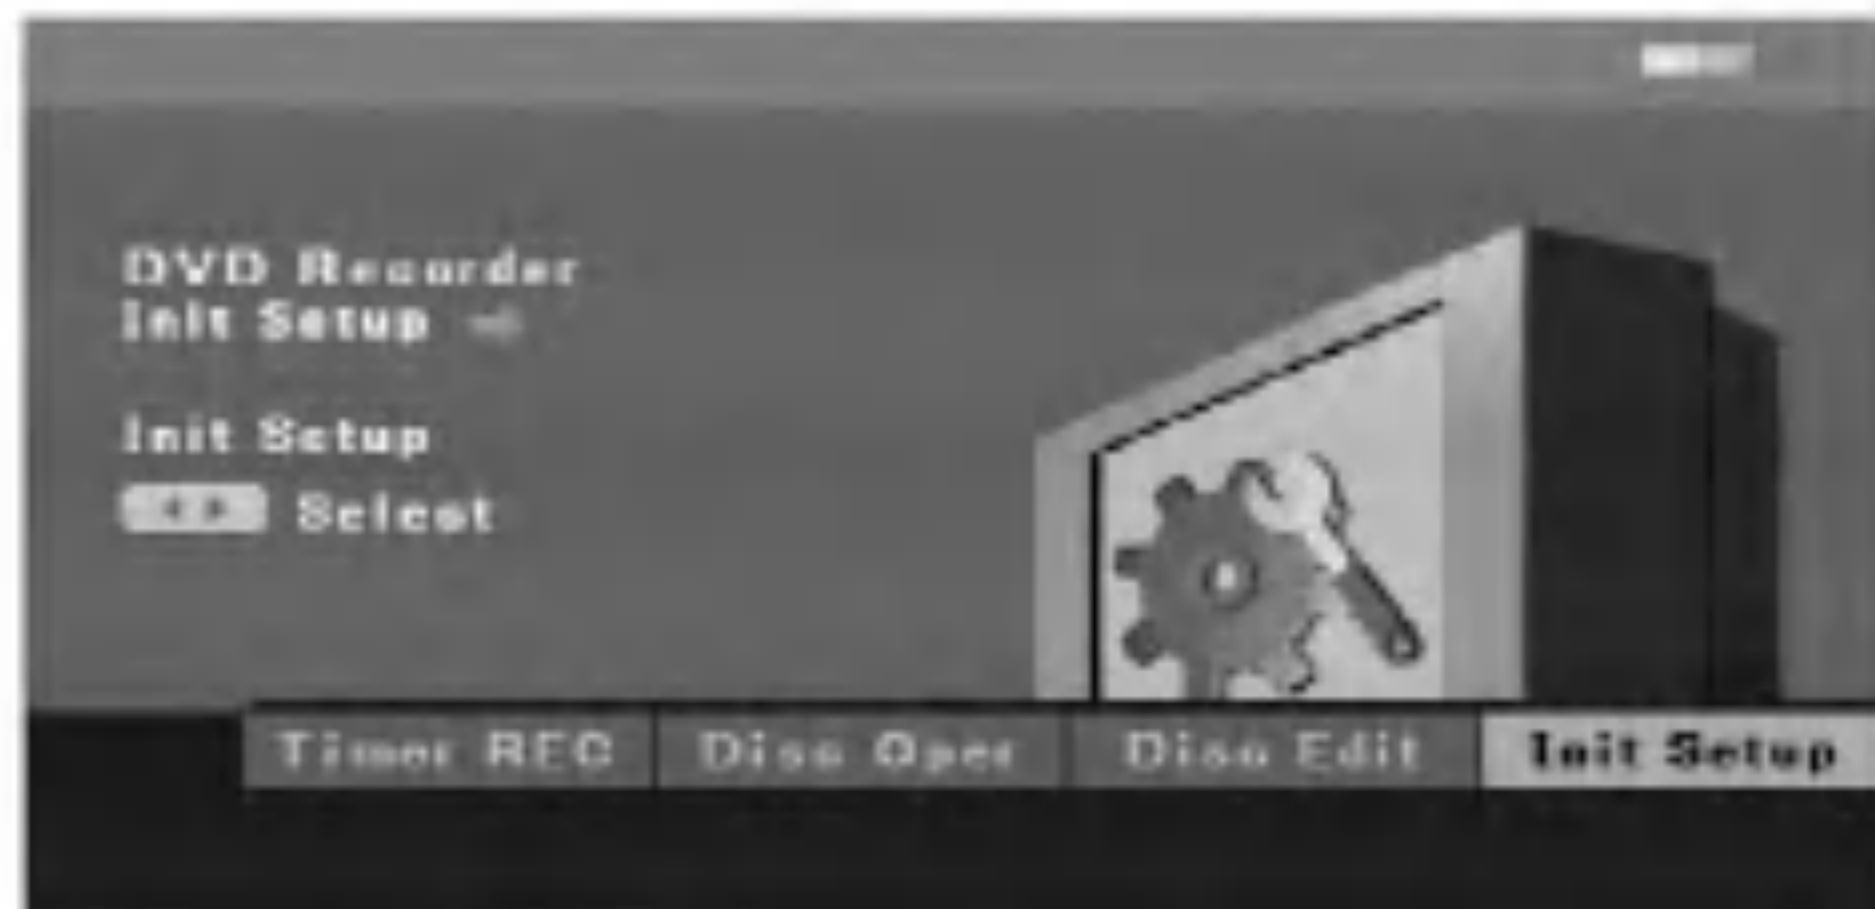 DVD Recorder
Init Setup
Init Setup
Select
Timer REC
Disc Oper
Disc Edit
Init Setup